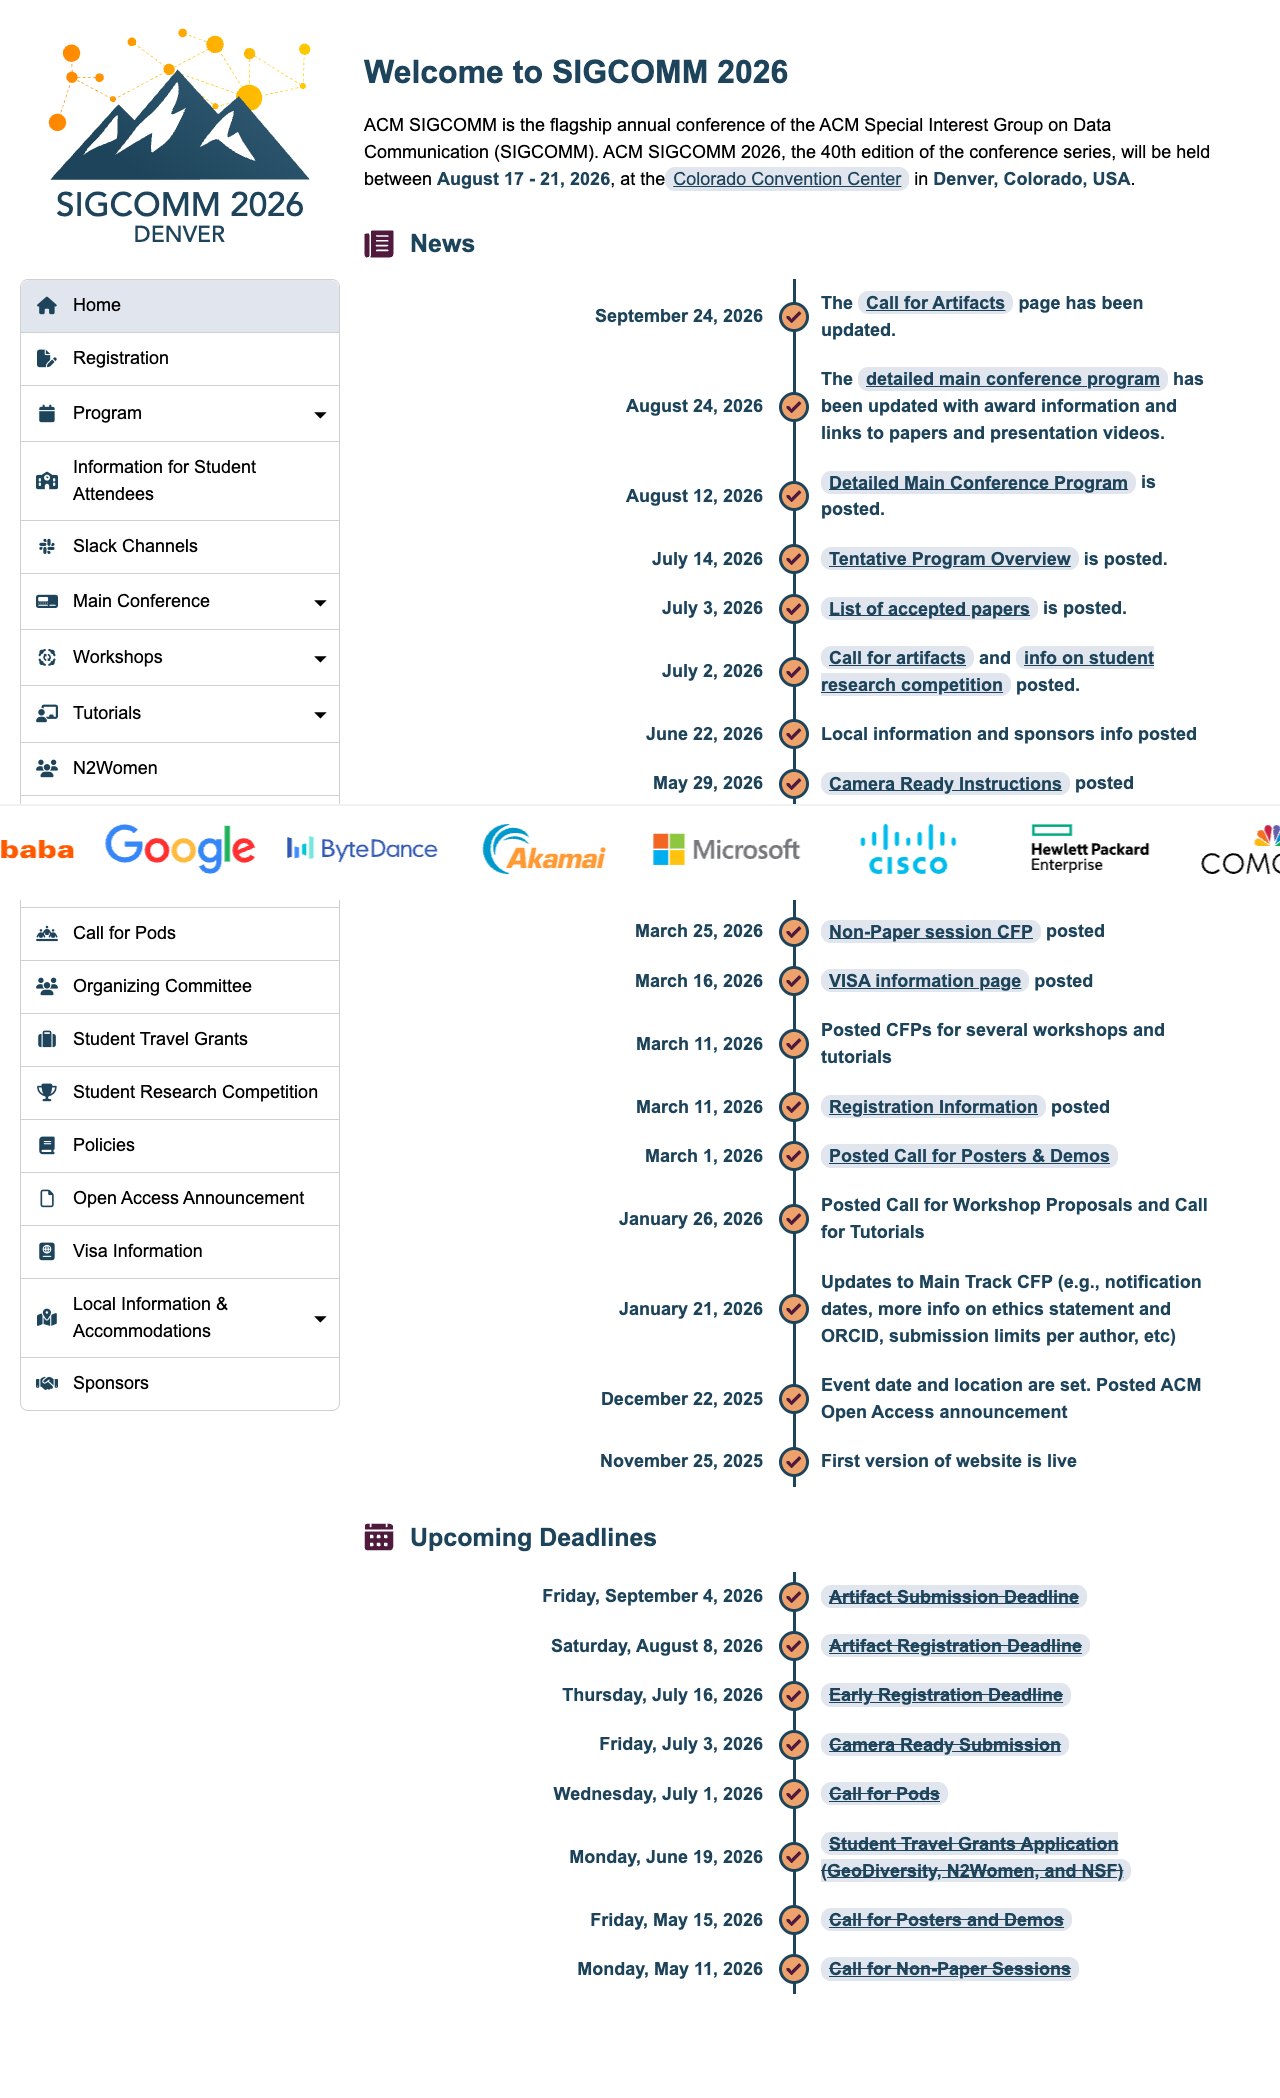 SIGCOMM 2026
DENVER
Home
Registration
Program
Information for Student
Attendees
Slack Channels
Main Conference
Workshops
Tutorials
N2Women
Call for Pods
Organizing Committee
Student Travel Grants
Student Research Competition
Policies
Open Access Announcement
Visa Information
Local Information &
Accommodations
Sponsors
Welcome to SIGCOMM 2026
ACM SIGCOMM is the flagship annual conference of the ACM Special Interest Group on Data
Communication (SIGCOMM). ACM SIGCOMM 2026, the 40th edition of the conference series, will be held
between August 17 - 21, 2026, at the Colorado Convention Center in Denver, Colorado, USA.
News
September 24, 2026
The Call for Artifacts page has been
updated.
August 24, 2026
The detailed main conference program has
been updated with award information and
links to papers and presentation videos.
August 12, 2026
Detailed Main Conference Program is
posted.
July 14, 2026
Tentative Program Overview is posted.
July 3, 2026
List of accepted papers is posted.
July 2, 2026
Call for artifacts and info on student
research competition posted.
June 22, 2026
Local information and sponsors info posted
May 29, 2026
Camera Ready Instructions posted
baba
Google
ByteDance
Akamai
Microsoft
CISCO
Hewlett Packard
Enterprise
COMC
March 25, 2026
Non-Paper session CFP posted
March 16, 2026
VISA information page posted
March 11, 2026
Posted CFPs for several workshops and
tutorials
March 11, 2026
Registration Information posted
March 1, 2026
Posted Call for Posters & Demos
January 26, 2026
Posted Call for Workshop Proposals and Call
for Tutorials
January 21, 2026
Updates to Main Track CFP (e.g., notification
dates, more info on ethics statement and
ORCID, submission limits per author, etc)
December 22, 2025
Event date and location are set. Posted ACM
Open Access announcement
November 25, 2025
First version of website is live
Upcoming Deadlines
Friday, September 4, 2026
Artifact Submission Deadline
Saturday, August 8, 2026
Artifact Registration Deadline
Thursday, July 16, 2026
Early Registration Deadline
Friday, July 3, 2026
Camera Ready Submission
Wednesday, July 1, 2026
Call for Pods
Monday, June 19, 2026
Student Travel Grants Application
(GeoDiversity, N2Women, and NSF)
Friday, May 15, 2026
Call for Posters and Demos
Monday, May 11, 2026
Call for Non-Paper Sessions